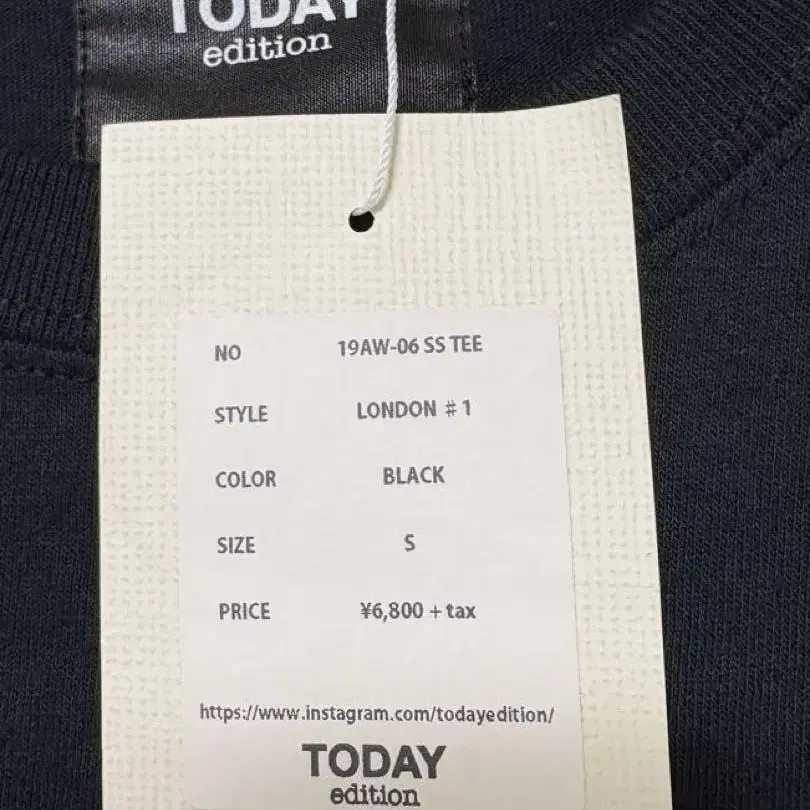 TODAY
edition
NO 19AW-06 SS TEE
STYLE LONDON #1
COLOR BLACK
SIZE S
PRICE ¥6,800 + tax
https://www.instagram.com/todayedition/
TODAY
edition